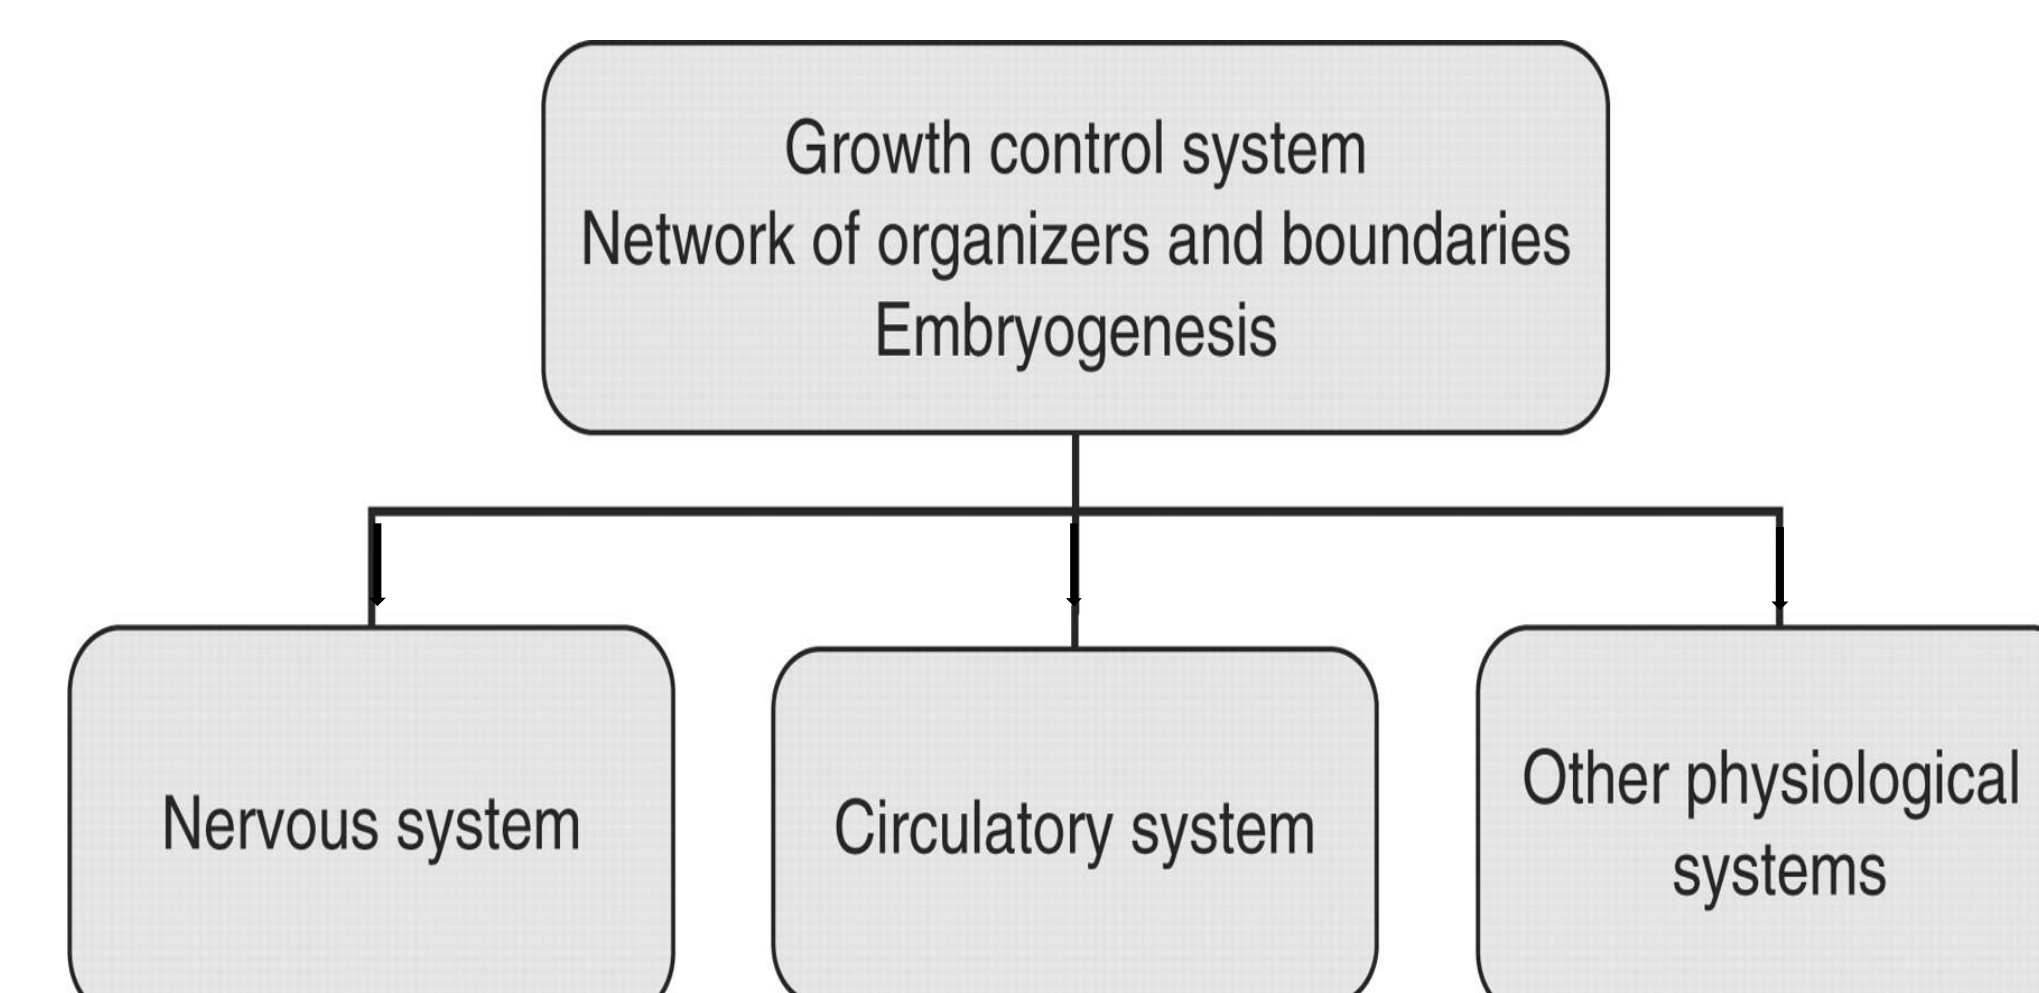 Growth control system
Network of organizers and boundaries
Embryogenesis
Nervous system
Circulatory system
Other physiological
systems